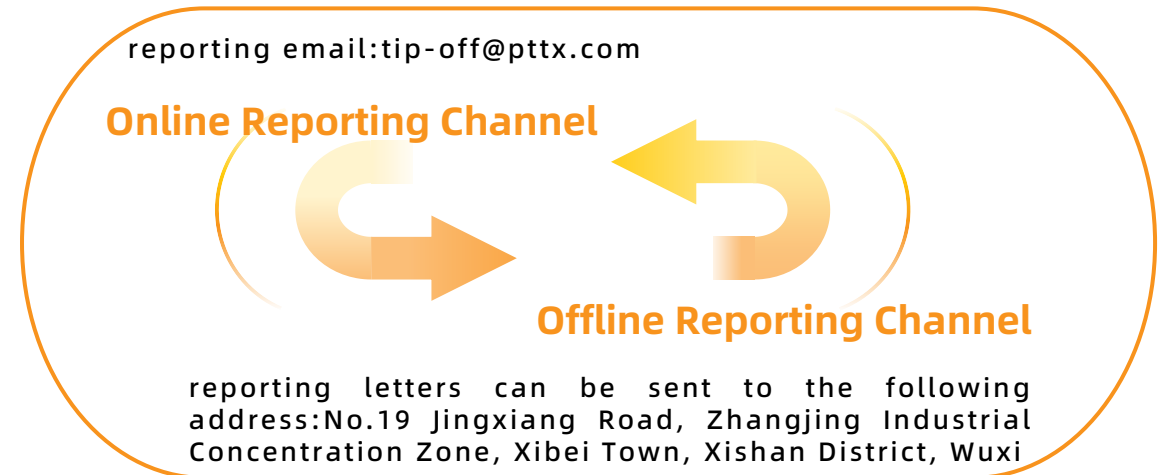 reporting email:tip-off@pttx.com
Online Reporting Channel
Offline Reporting Channel
reporting letters can be sent to the following
address:No.19 Jingxiang Road, Zhangjing Industrial
Concentration Zone, Xibei Town, Xishan District, Wuxi